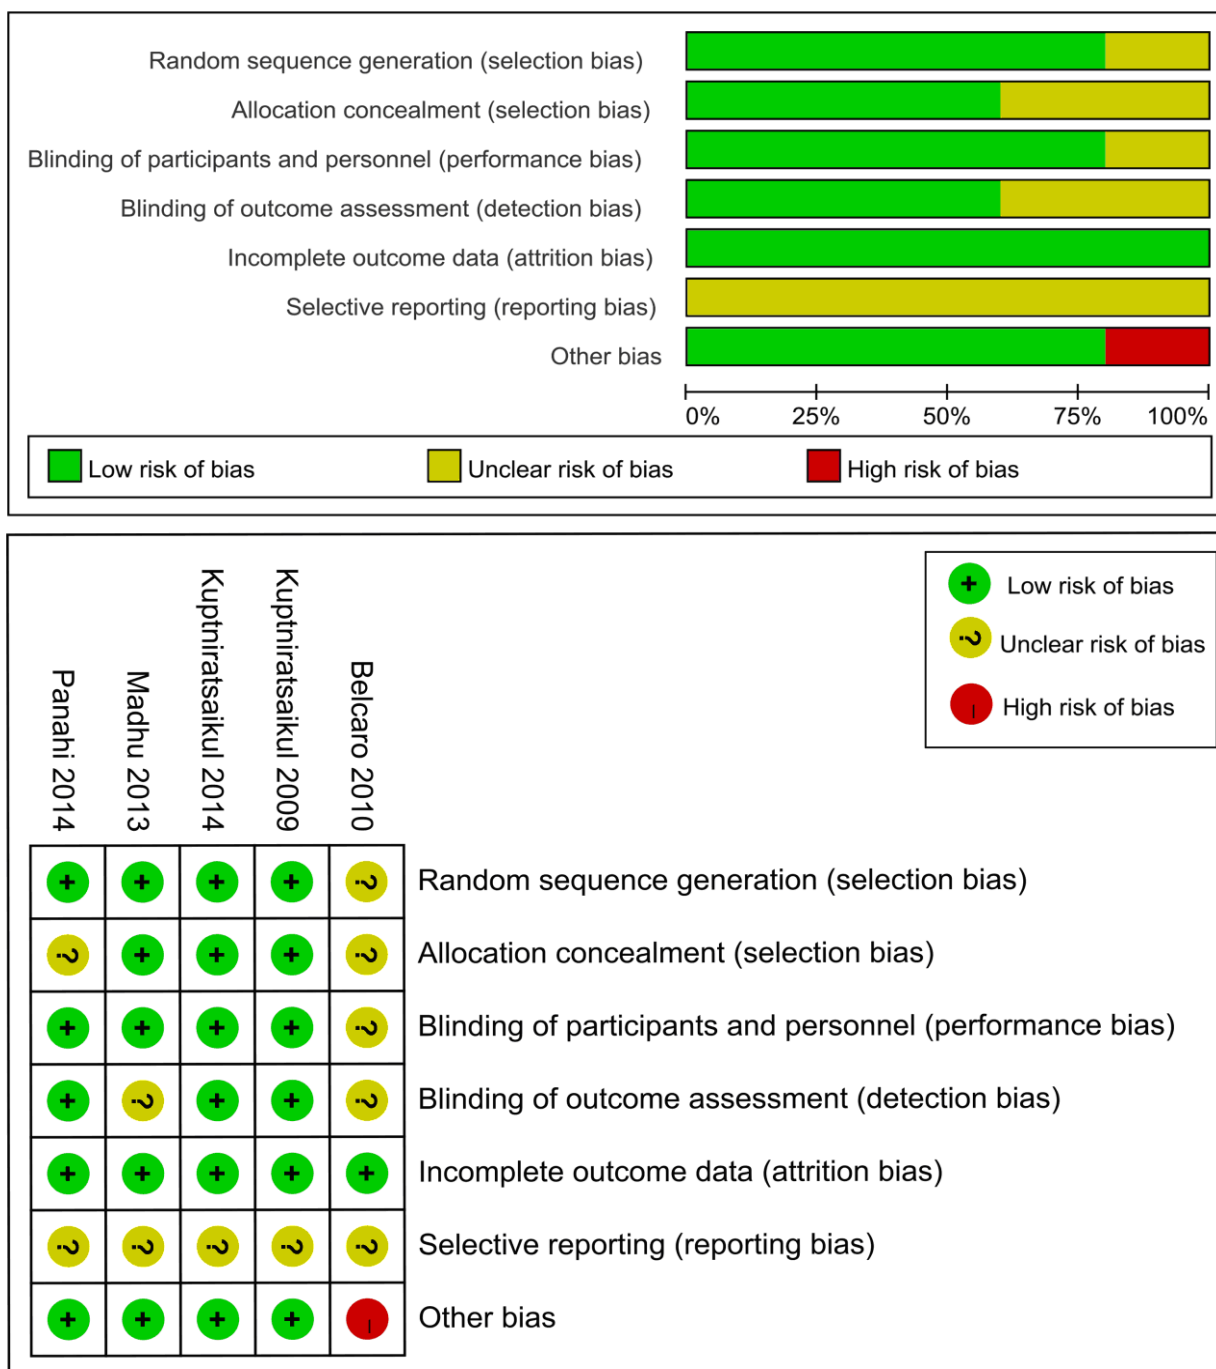 Random sequence generation (selection bias)
Allocation concealment (selection bias)
Blinding of participants and personnel (performance bias)
Blinding of outcome assessment (detection bias)
Incomplete outcome data (attrition bias)
Selective reporting (reporting bias)
Other bias
0% 25% 50% 75% 100%
Low risk of bias Unclear risk of bias High risk of bias
+ Low risk of bias
? Unclear risk of bias
– High risk of bias
Panahi 2014
Madhu 2013
Kuptniratsaikul 2014
Kuptniratsaikul 2009
Belcaro 2010
+ + + + ? Random sequence generation (selection bias)
? + + + ? Allocation concealment (selection bias)
+ + + + ? Blinding of participants and personnel (performance bias)
+ ? + + ? Blinding of outcome assessment (detection bias)
+ + + + + Incomplete outcome data (attrition bias)
? ? ? ? ? Selective reporting (reporting bias)
+ + + + – Other bias